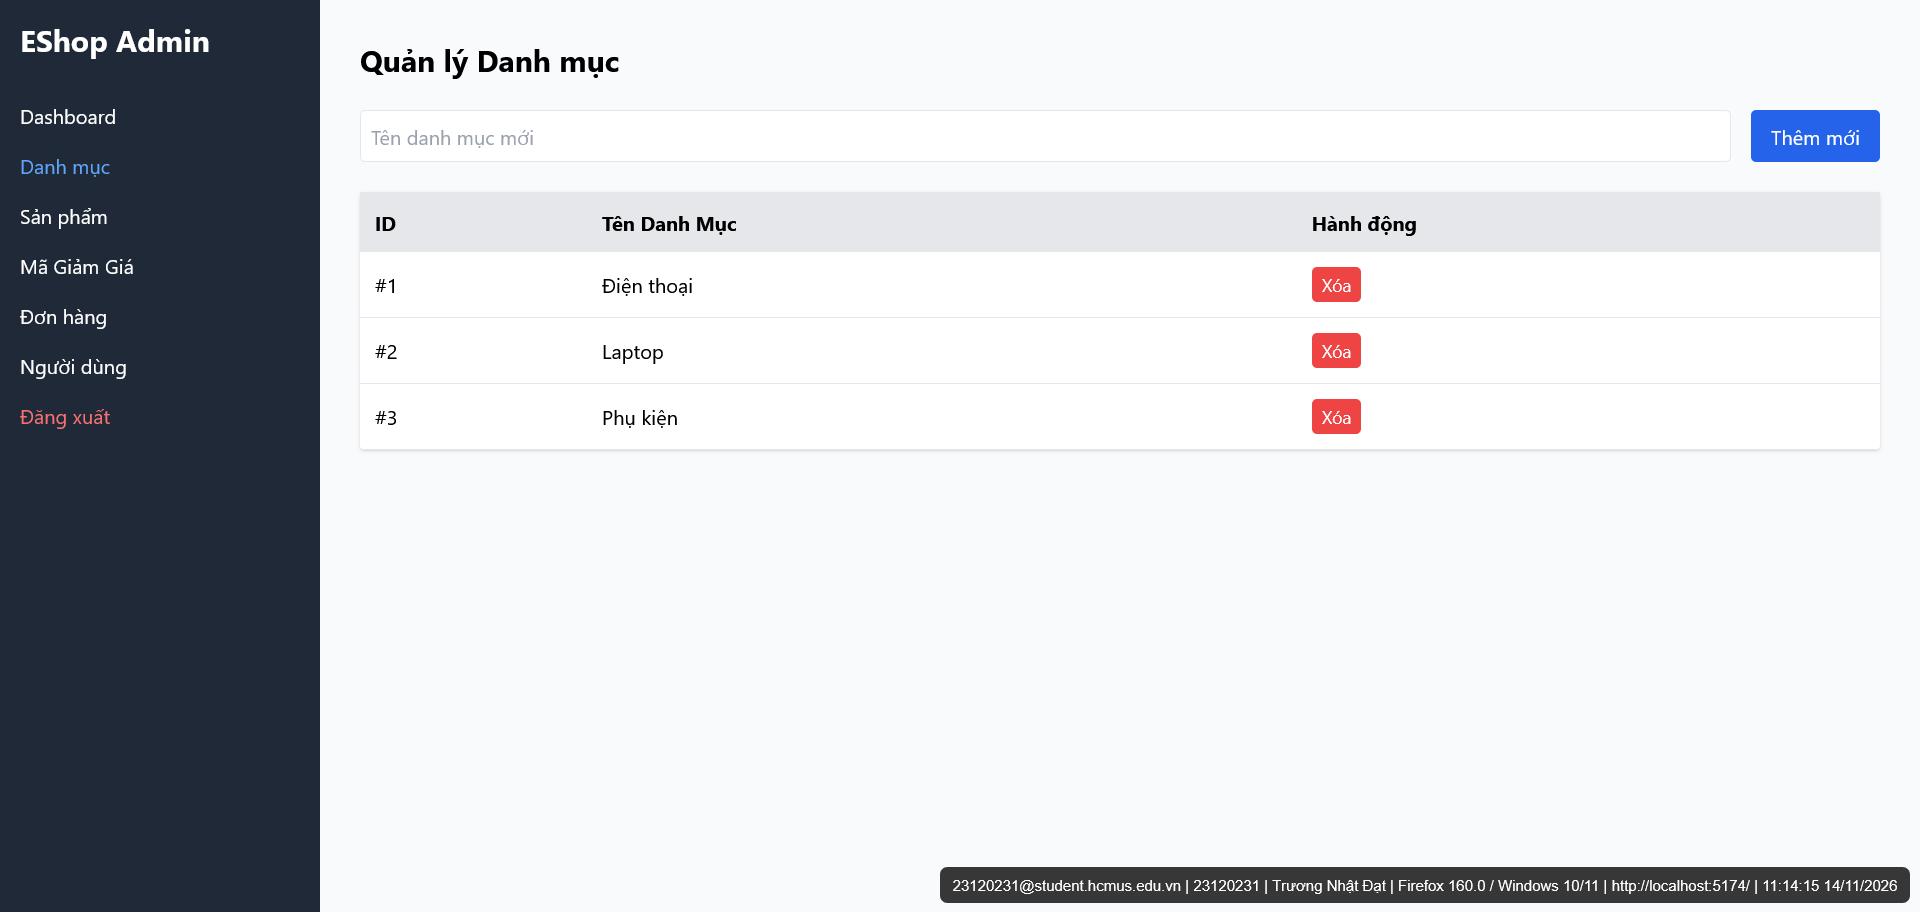 EShop Admin
Dashboard
Danh mục
Sản phẩm
Mã Giảm Giá
Đơn hàng
Người dùng
Đăng xuất
Quản lý Danh mục
Tên danh mục mới
Thêm mới
ID Tên Danh Mục Hành động
#1 Điện thoại Xóa
#2 Laptop Xóa
#3 Phụ kiện Xóa
23120231@student.hcmus.edu.vn | 23120231 | Trương Nhật Đạt | Firefox 160.0 / Windows 10/11 | http://localhost:5174/ | 11:14:15 14/11/2026